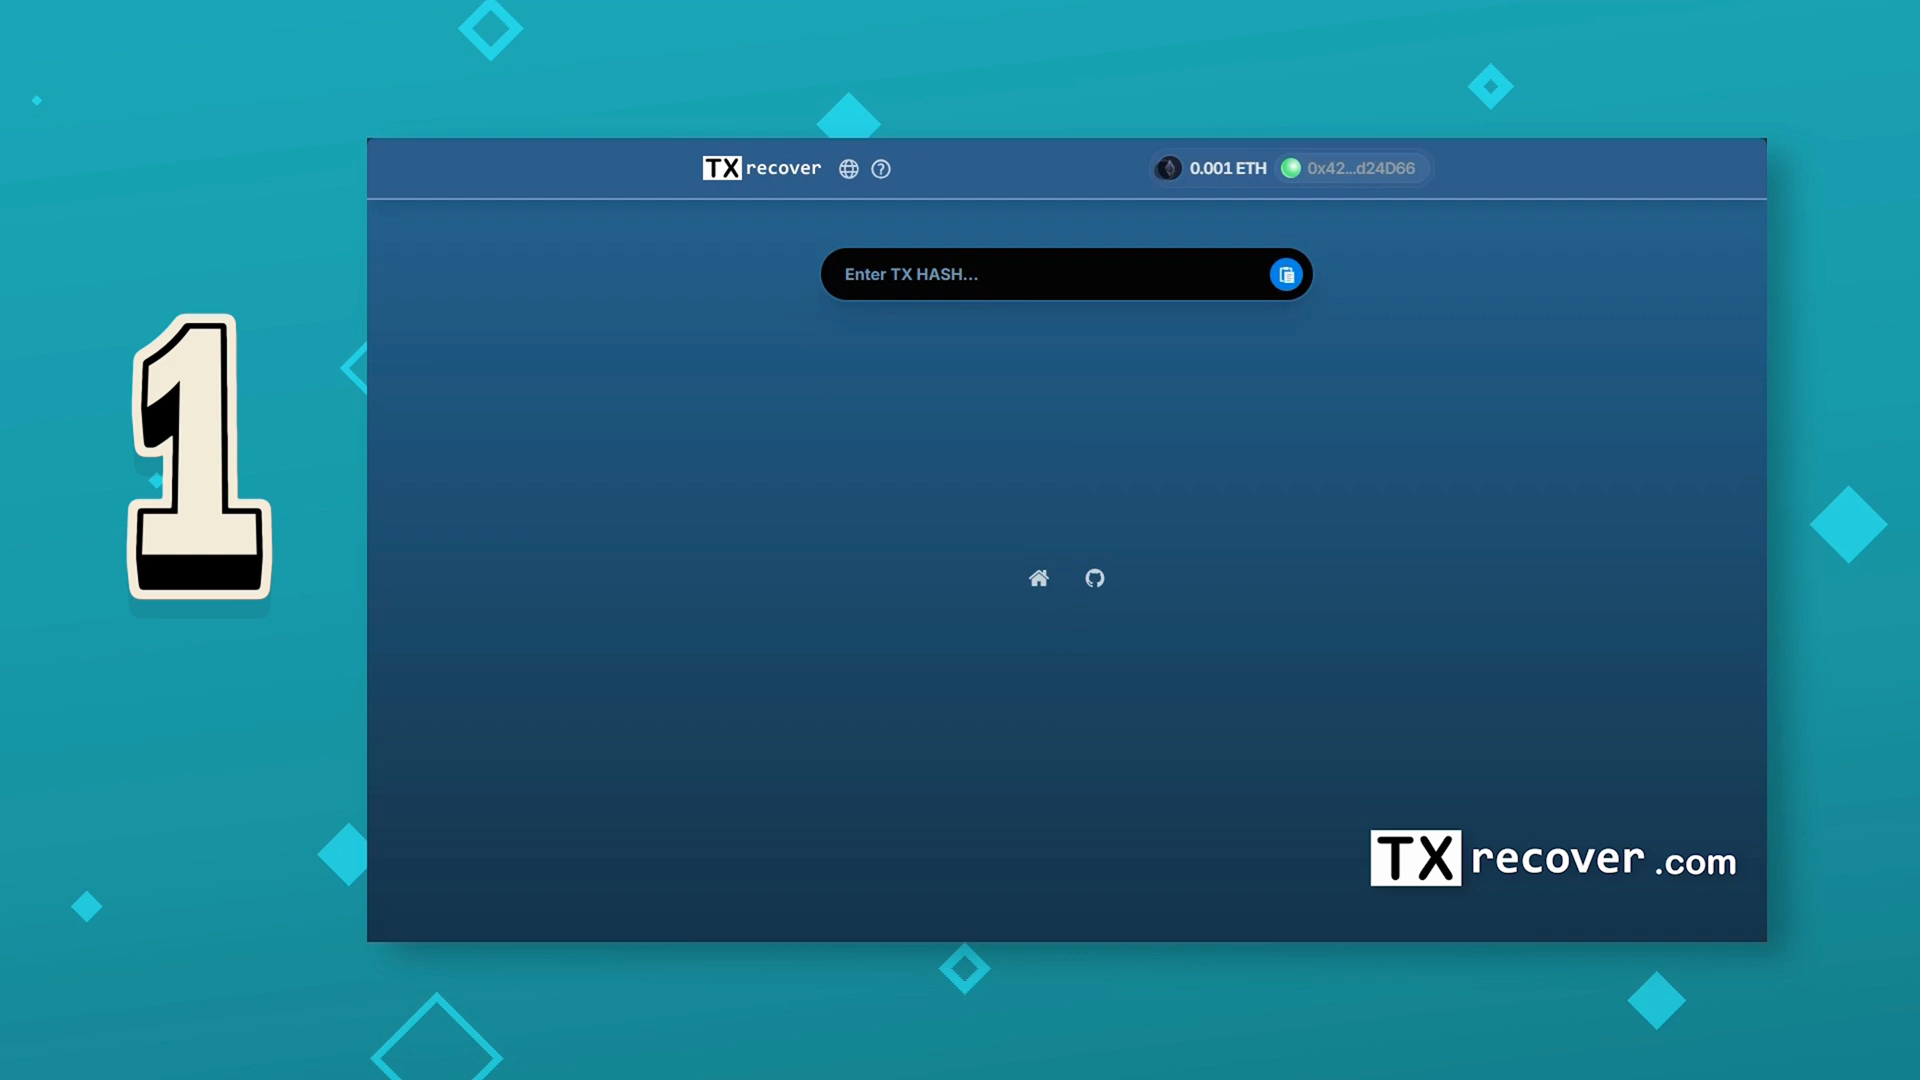 TX recover
0.001 ETH
0x42...d24D66
Enter TX HASH...
1
TX recover .com